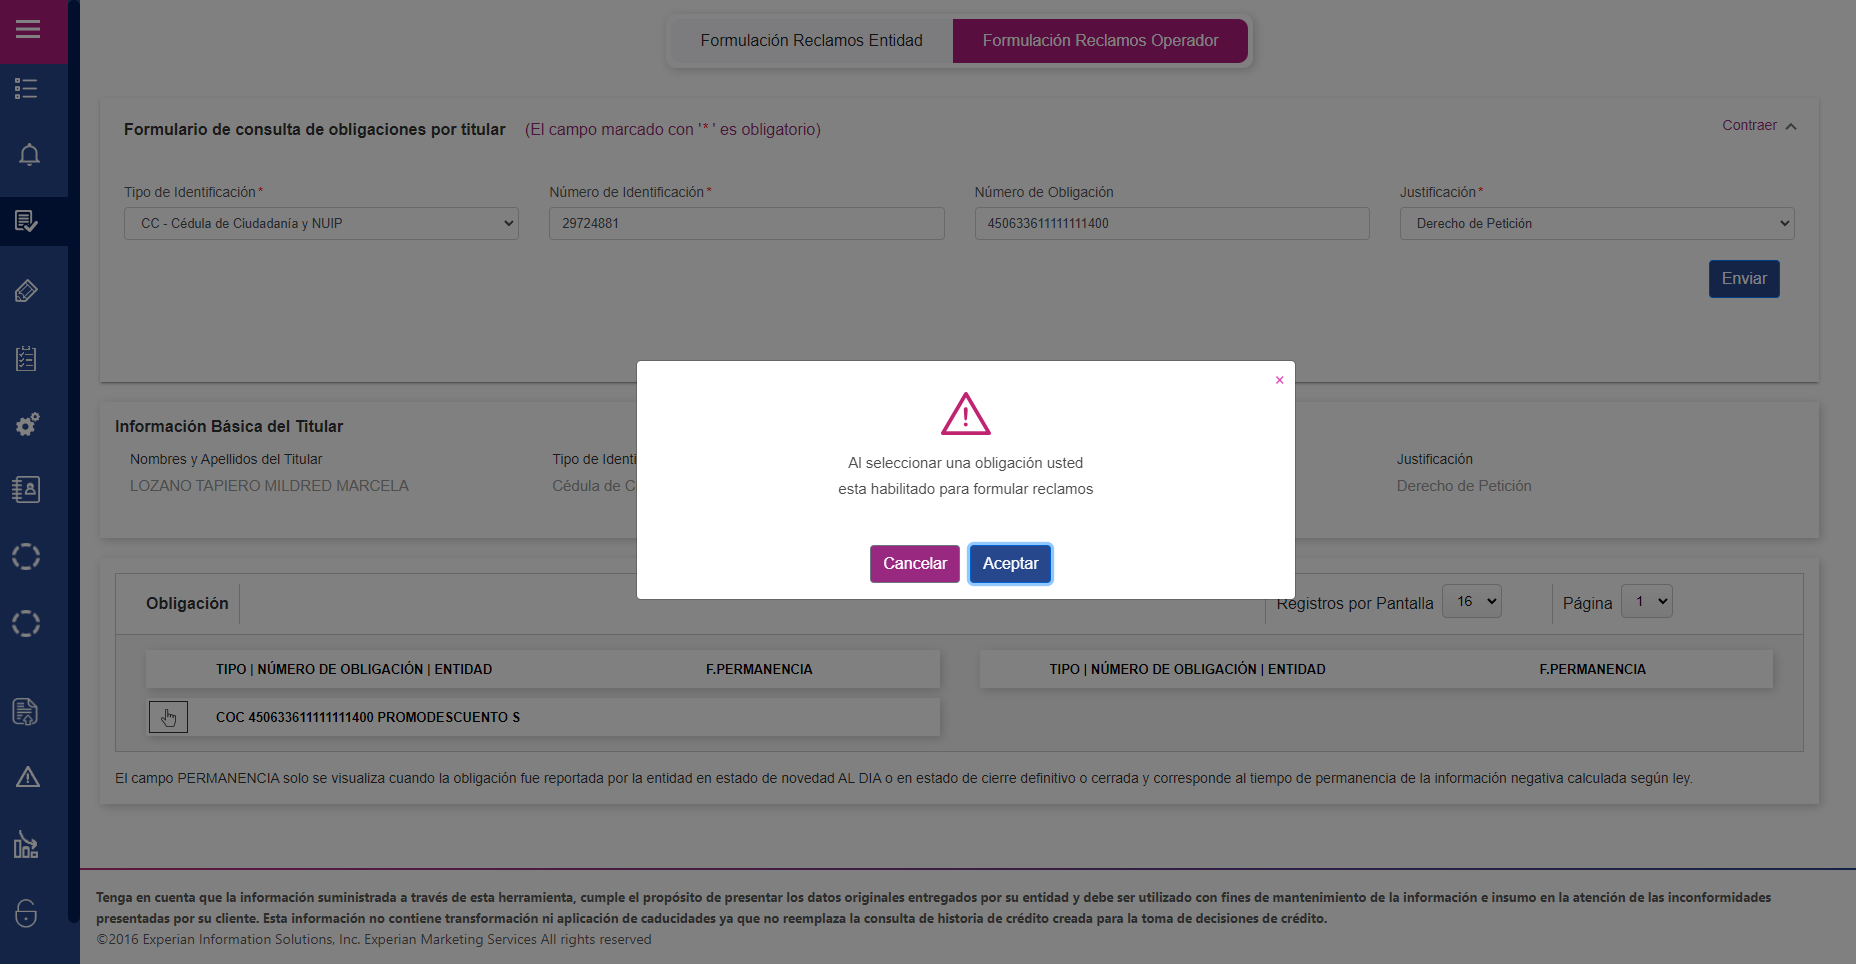 Formulación Reclamos Entidad
Formulación Reclamos Operador
Formulario de consulta de obligaciones por titular (El campo marcado con '*' es obligatorio)
Contraer
Tipo de Identificación*
Número de Identificación*
Número de Obligación
Justificación*
CC - Cédula de Ciudadanía y NUIP
29724881
450633611111111400
Derecho de Petición
Enviar
Al seleccionar una obligación usted
esta habilitado para formular reclamos
Cancelar
Aceptar
Información Básica del Titular
Nombres y Apellidos del Titular
Tipo de Identi
Justificación
LOZANO TAPIERO MILDRED MARCELA
Cédula de C
Derecho de Petición
Obligación
Registros por Pantalla 16
Página 1
TIPO | NÚMERO DE OBLIGACIÓN | ENTIDAD F.PERMANENCIA
TIPO | NÚMERO DE OBLIGACIÓN | ENTIDAD F.PERMANENCIA
COC 450633611111111400 PROMODESCUENTO S
El campo PERMANENCIA solo se visualiza cuando la obligación fue reportada por la entidad en estado de novedad AL DIA o en estado de cierre definitivo o cerrada y corresponde al tiempo de permanencia de la información negativa calculada según ley.
Tenga en cuenta que la información suministrada a través de esta herramienta, cumple el propósito de presentar los datos originales entregados por su entidad y debe ser utilizado con fines de mantenimiento de la información e insumo en la atención de las inconformidades
presentadas por su cliente. Esta información no contiene transformación ni aplicación de caducidades ya que no reemplaza la consulta de historia de crédito creada para la toma de decisiones de crédito.
©2016 Experian Information Solutions, Inc. Experian Marketing Services All rights reserved